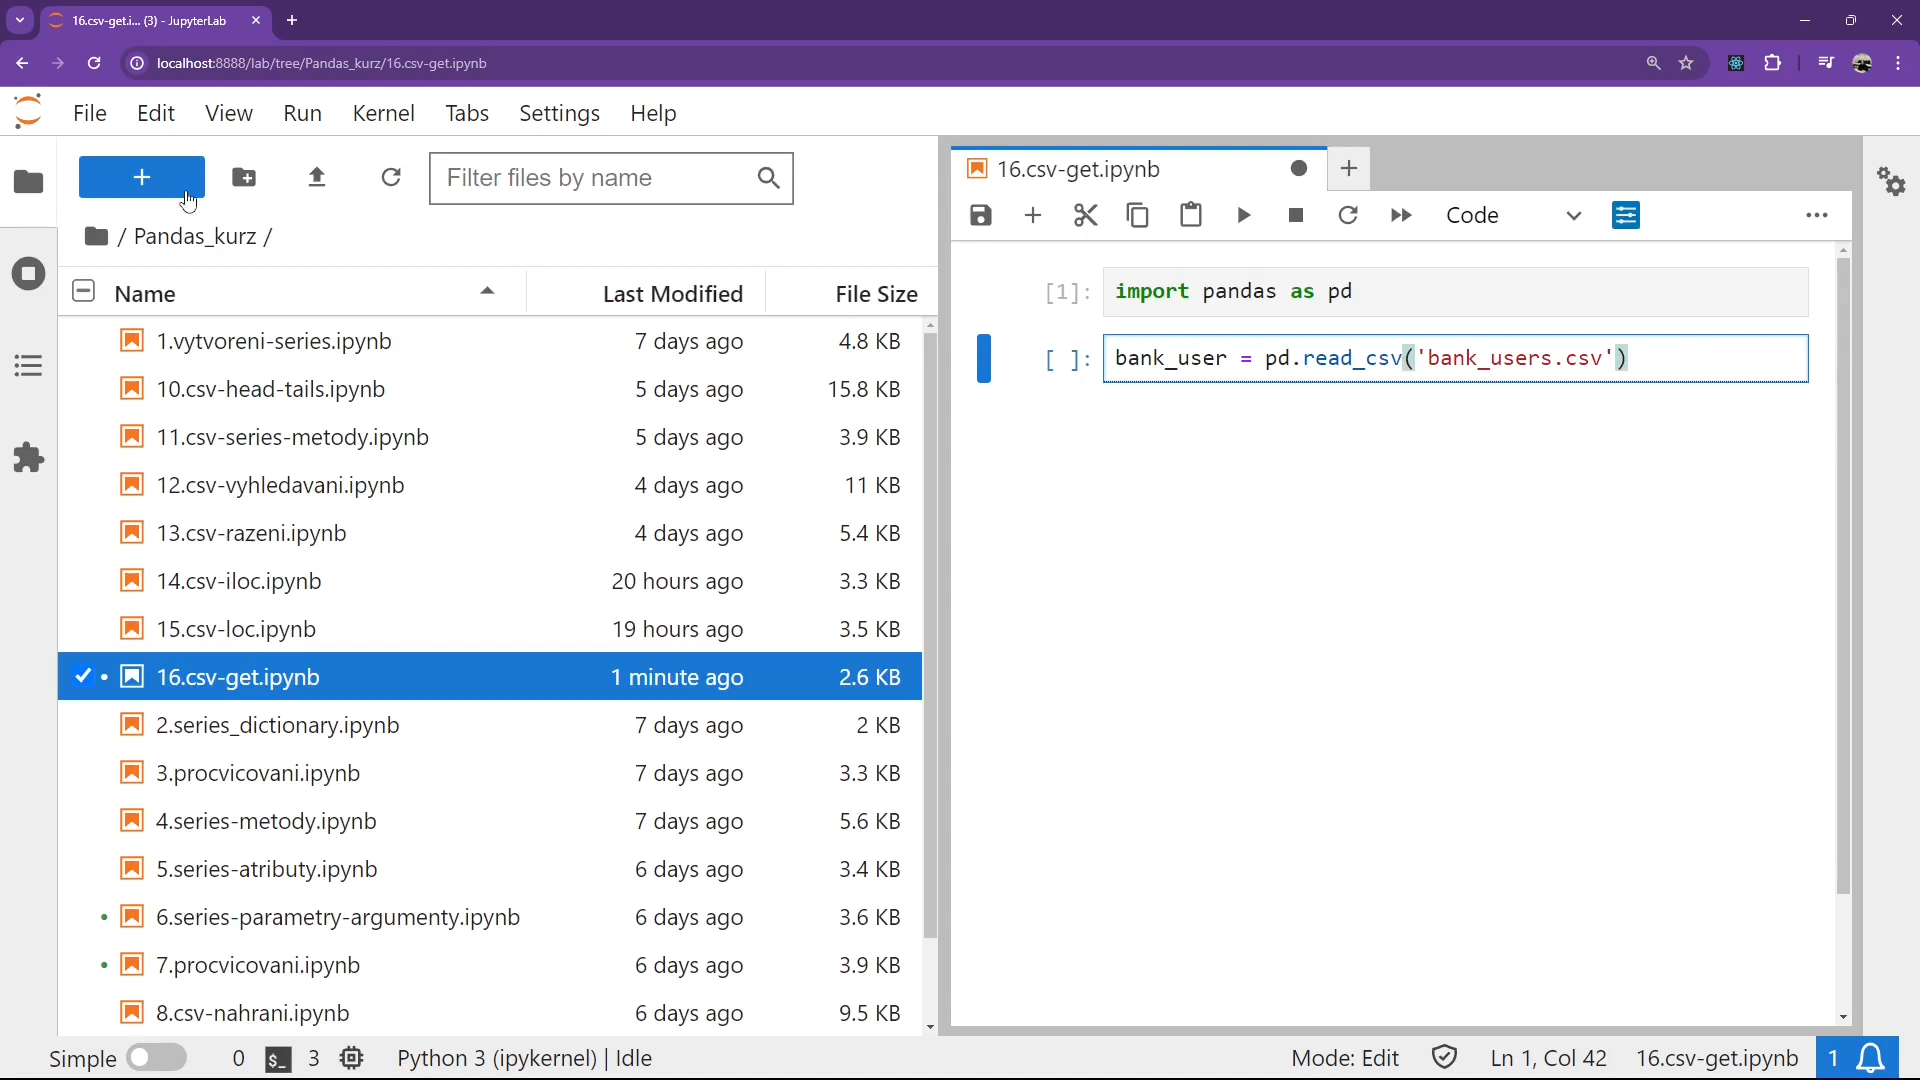 16.csv-get.i... (3) - JupyterLab
localhost:8888/lab/tree/Pandas_kurz/16.csv-get.ipynb
File Edit View Run Kernel Tabs Settings Help
+
Filter files by name
/ Pandas_kurz /
Name Last Modified File Size
1.vytvoreni-series.ipynb 7 days ago 4.8 KB
10.csv-head-tails.ipynb 5 days ago 15.8 KB
11.csv-series-metody.ipynb 5 days ago 3.9 KB
12.csv-vyhledavani.ipynb 4 days ago 11 KB
13.csv-razeni.ipynb 4 days ago 5.4 KB
14.csv-iloc.ipynb 20 hours ago 3.3 KB
15.csv-loc.ipynb 19 hours ago 3.5 KB
16.csv-get.ipynb 1 minute ago 2.6 KB
2.series_dictionary.ipynb 7 days ago 2 KB
3.procvicovani.ipynb 7 days ago 3.3 KB
4.series-metody.ipynb 7 days ago 5.6 KB
5.series-atributy.ipynb 6 days ago 3.4 KB
6.series-parametry-argumenty.ipynb 6 days ago 3.6 KB
7.procvicovani.ipynb 6 days ago 3.9 KB
8.csv-nahrani.ipynb 6 days ago 9.5 KB
16.csv-get.ipynb
Code
[1]: import pandas as pd
[ ]: bank_user = pd.read_csv('bank_users.csv')
Simple 0 $_ 3 Python 3 (ipykernel) | Idle Mode: Edit Ln 1, Col 42 16.csv-get.ipynb 1